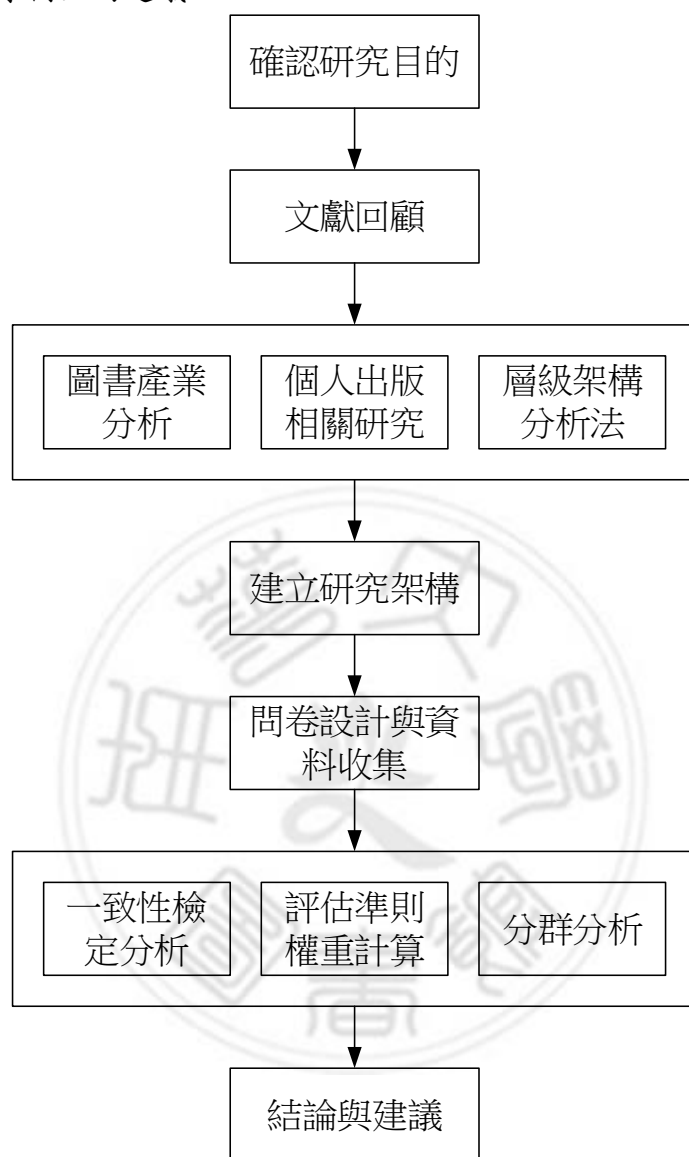 確認研究目的
文獻回顧
圖書產業
分析
個人出版
相關研究
層級架構
分析法
建立研究架構
問卷設計與資
料收集
一致性檢
定分析
評估準則
權重計算
分群分析
結論與建議